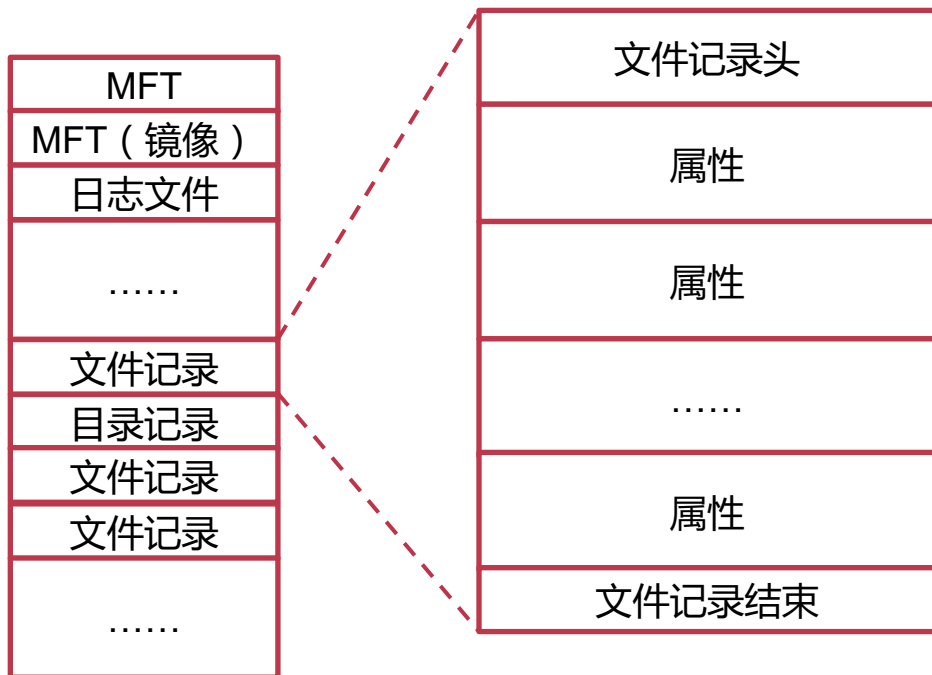 MFT
MFT（镜像）
日志文件
……
文件记录
目录记录
文件记录
文件记录
……
文件记录头
属性
属性
……
属性
文件记录结束